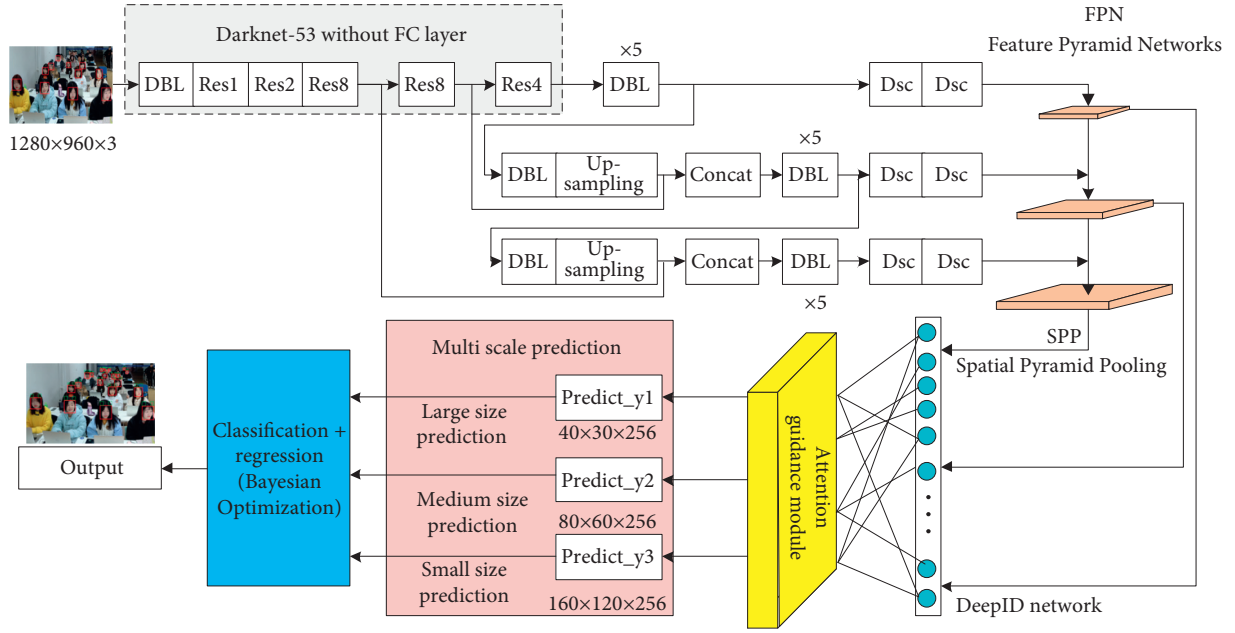 Darknet-53 without FC layer
FPN
Feature Pyramid Networks
1280×960×3
DBL
Res1
Res2
Res8
Res8
Res4
×5
DBL
Dsc
Dsc
DBL
Up-
sampling
Concat
×5
DBL
Dsc
Dsc
DBL
Up-
sampling
Concat
DBL
×5
Dsc
Dsc
SPP
Spatial Pyramid Pooling
Output
Classification +
regression
(Bayesian
Optimization)
Multi scale prediction
Large size
prediction
Predict_y1
40×30×256
Medium size
prediction
Predict_y2
80×60×256
Small size
prediction
Predict_y3
160×120×256
Attention
guidance module
DeepID network